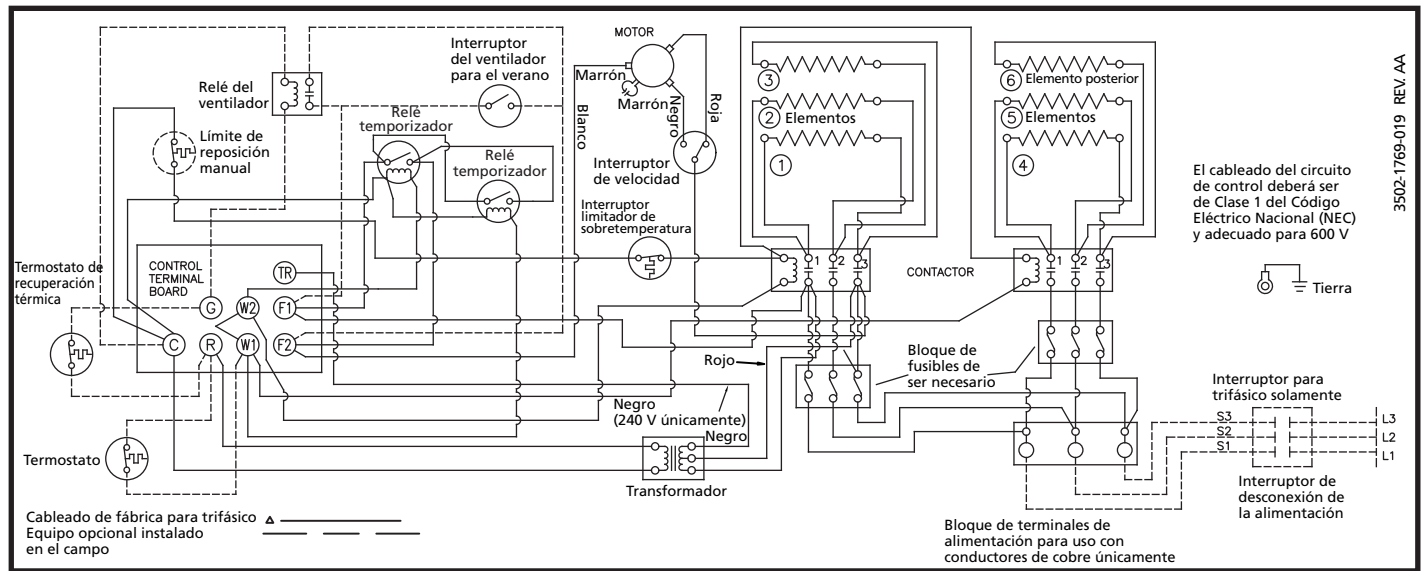 MOTOR
Interruptor
del ventilador
para el verano
Relé del
ventilador
Marrón
Marrón
Negro
Roja
Blanco
Límite de
reposición
manual
Relé
temporizador
Relé
temporizador
Interruptor
de velocidad
Interruptor
limitador de
sobretemperatura
3
2 Elementos
1
6 Elemento posterior
5 Elementos
4
El cableado del circuito
de control deberá ser
de Clase 1 del Código
Eléctrico Nacional (NEC)
y adecuado para 600 V
3502-1769-019 REV AA
Tierra
1 2 3
CONTACTOR
1 2 3
Termostato de
recuperación
térmica
CONTROL
TERMINAL
BOARD
TR
G W2 F1
C R W1 F2
Rojo
Bloque de
fusibles de
ser necesario
Negro
(240 V únicamente)
Negro
Transformador
Termostato
Interruptor para
trifásico solamente
S3
S2
S1
L3
L2
L1
Interruptor de
desconexión de
la alimentación
Bloque de terminales de
alimentación para uso con
conductores de cobre únicamente
Cableado de fábrica para trifásico Δ
Equipo opcional instalado
en el campo